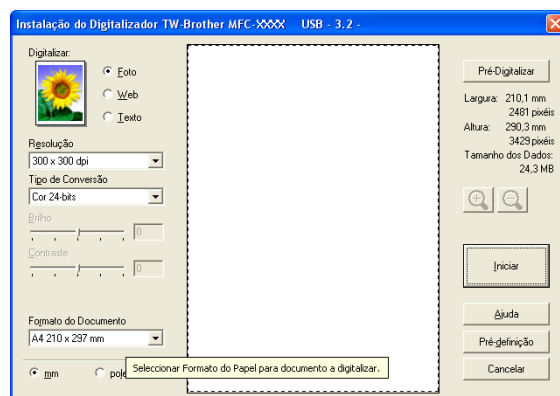 Instalação do Digitalizador TW-Brother MFC-XXXX USB - 3.2 -
Digitalizar:
Foto
Web
Texto
Resolução
300 x 300 dpi
Tipo de Conversão
Cor 24-bits
Brilho
0
Contraste
0
Formato do Documento
A4 210 x 297 mm
Seleccionar Formato do Papel para documento a digitalizar.
mm
Pré-Digitalizar
Largura: 210,1 mm
2481 pixéis
Altura: 290,3 mm
3429 pixéis
Tamanho dos Dados:
24,3 MB
Iniciar
Ajuda
Pré-definição
Cancelar